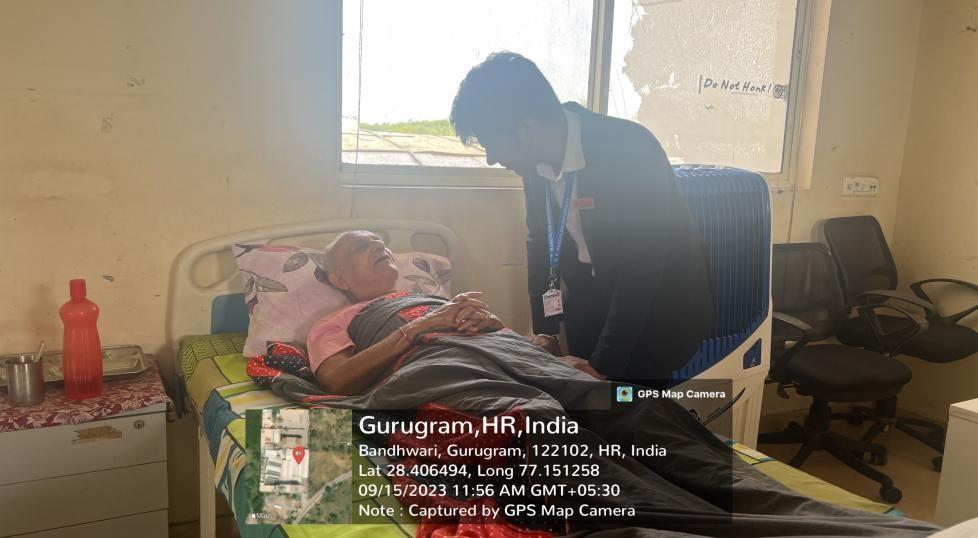 Do Not Honk!
GPS Map Camera
Gurugram,HR,India
Bandhwari, Gurugram, 122102, HR, India
Lat 28.406494, Long 77.151258
09/15/2023 11:56 AM GMT+05:30
Note : Captured by GPS Map Camera
Maps